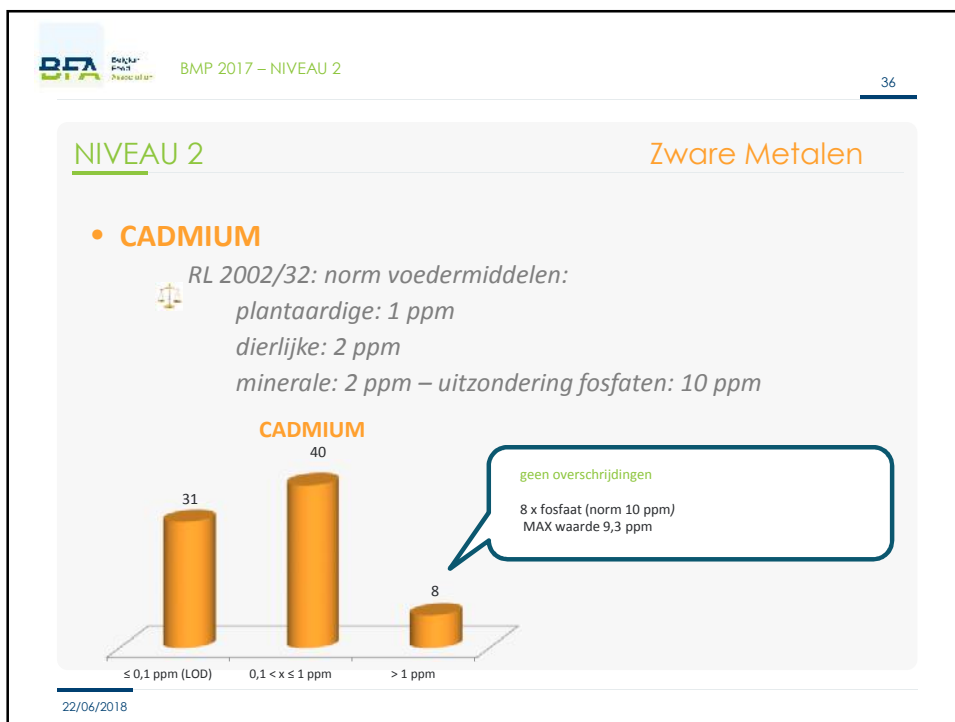 BFA
BMP 2017 – NIVEAU 2
36
NIVEAU 2
Zware Metalen
• CADMIUM
RL 2002/32: norm voedermiddelen:
plantaardige: 1 ppm
dierlijke: 2 ppm
minerale: 2 ppm – uitzondering fosfaten: 10 ppm
CADMIUM
40
31
8
geen overschrijdingen
8 x fosfaat (norm 10 ppm)
MAX waarde 9,3 ppm
≤ 0,1 ppm (LOD)
0,1 < x ≤ 1 ppm
> 1 ppm
22/06/2018